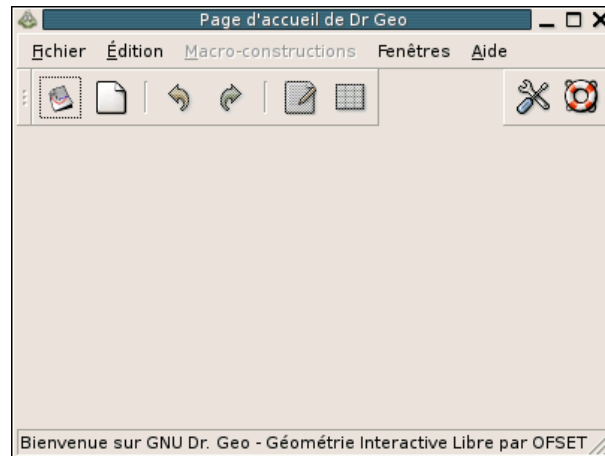 Page d'accueil de Dr Geo
Fichier Édition Macro-constructions Fenêtres Aide
Bienvenue sur GNU Dr. Geo - Géométrie Interactive Libre par OFSET